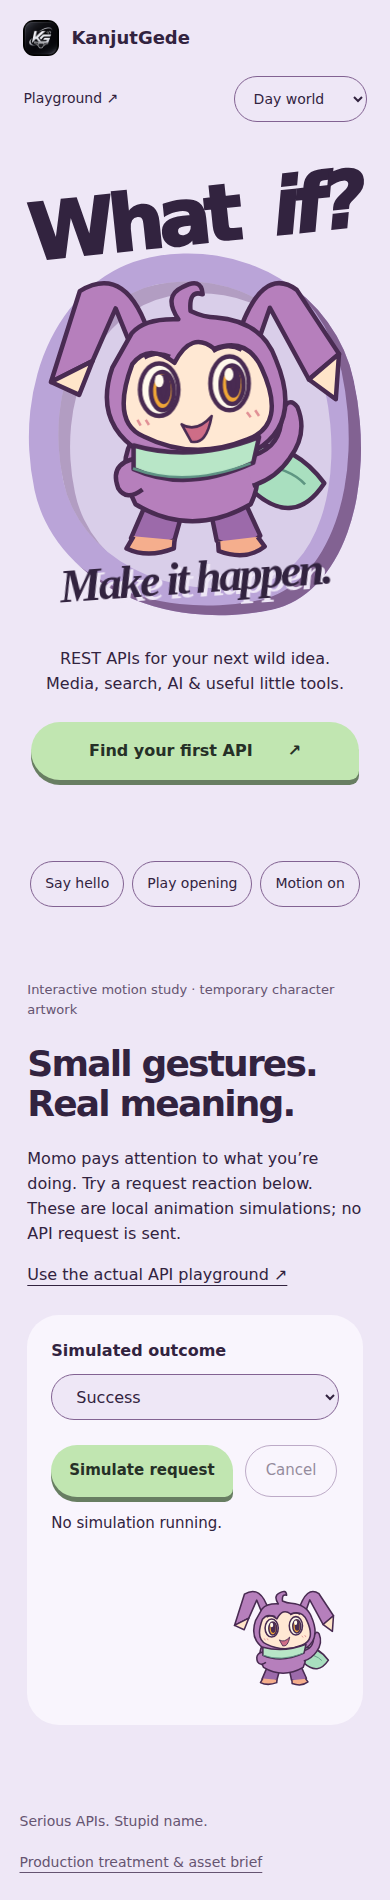 KG
KanjutGede
Playground ↗
Day world
What if?
Make it happen.
REST APIs for your next wild idea.
Media, search, AI & useful little tools.
Find your first API ↗
Say hello
Play opening
Motion on
Interactive motion study · temporary character
artwork
Small gestures.
Real meaning.
Momo pays attention to what you’re
doing. Try a request reaction below.
These are local animation simulations; no
API request is sent.
Use the actual API playground ↗
Simulated outcome
Success
Simulate request
Cancel
No simulation running.
Serious APIs. Stupid name.
Production treatment & asset brief